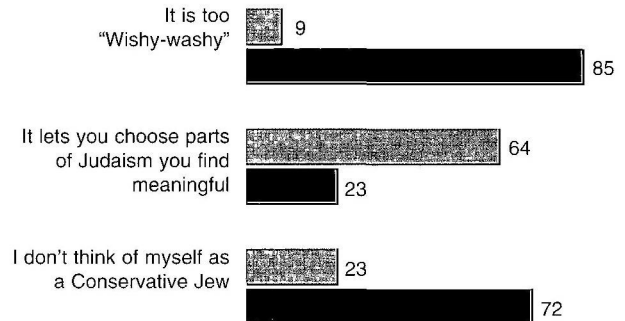 It is too
"Wishy-washy"
9
85
It lets you choose parts
of Judaism you find
meaningful
64
23
I don't think of myself as
a Conservative Jew
23
72